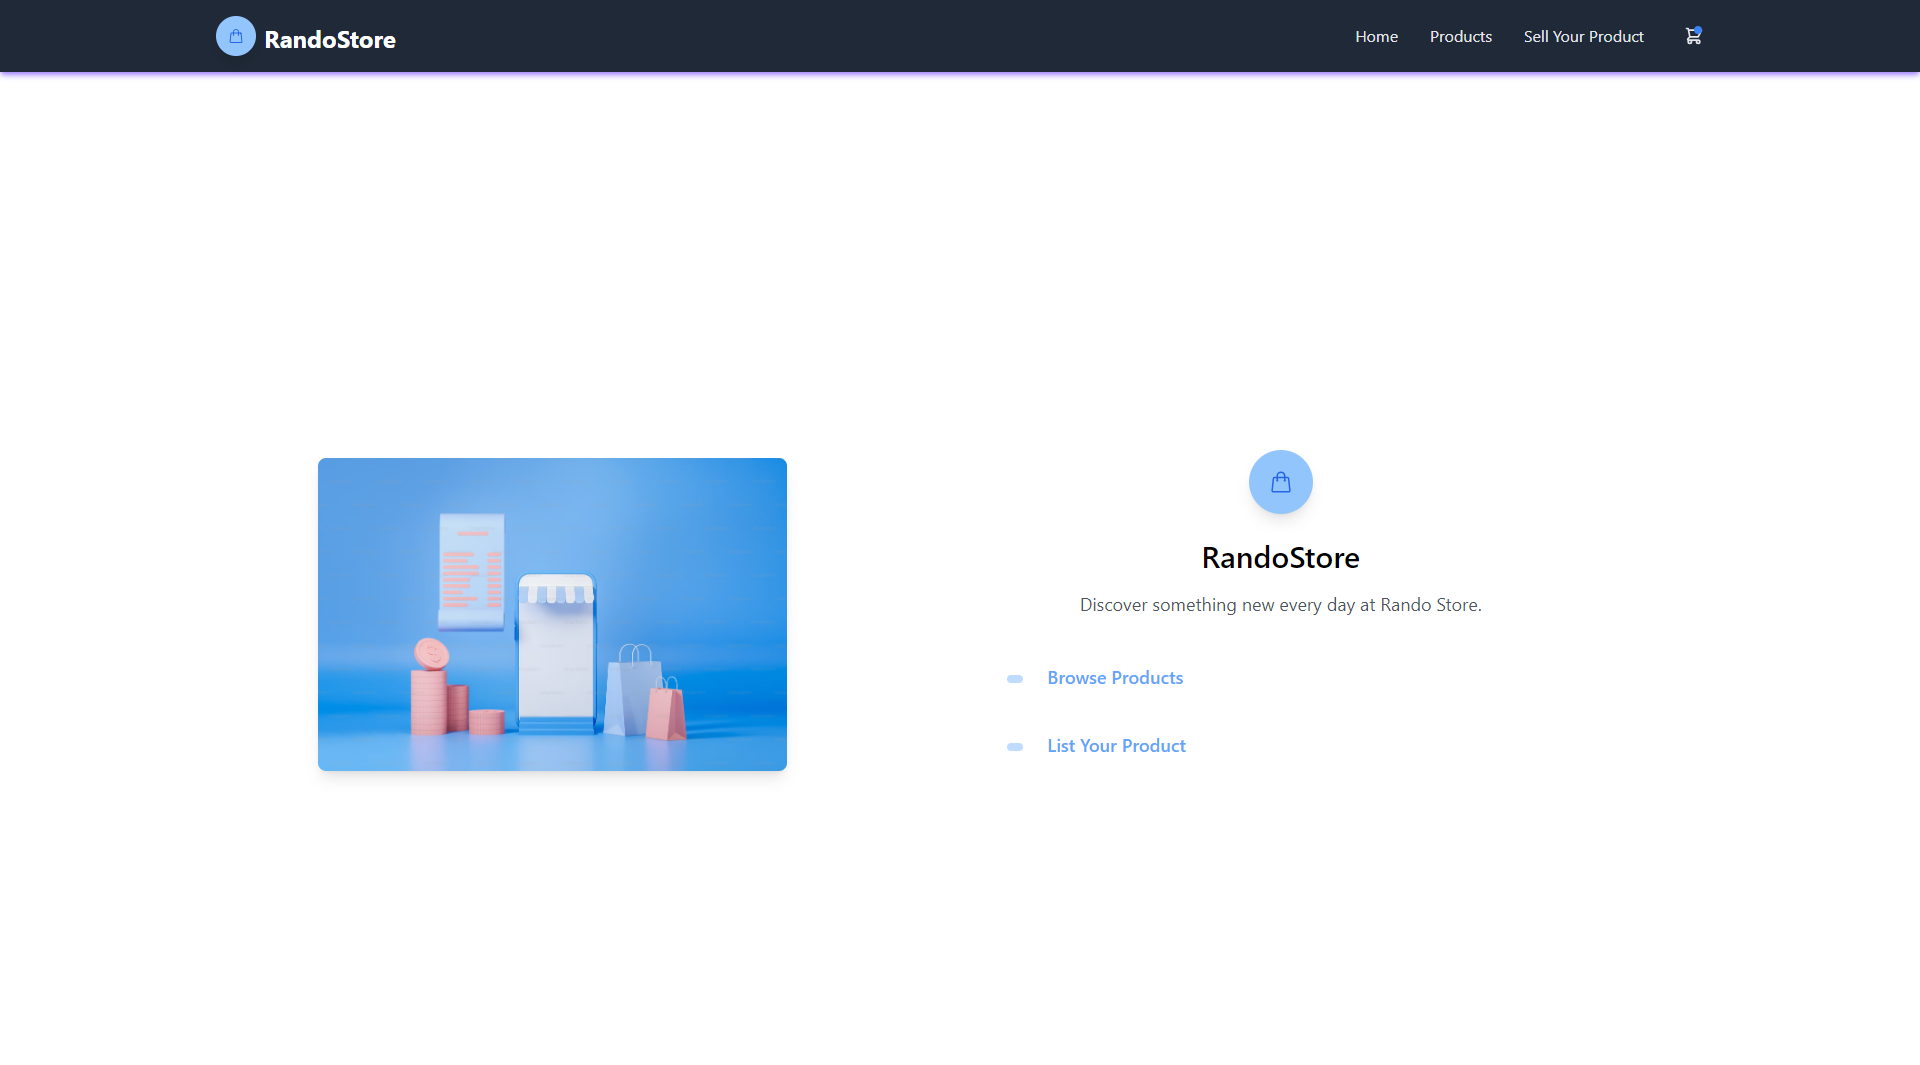 RandoStore
Home
Products
Sell Your Product
RandoStore
Discover something new every day at Rando Store.
Browse Products
List Your Product